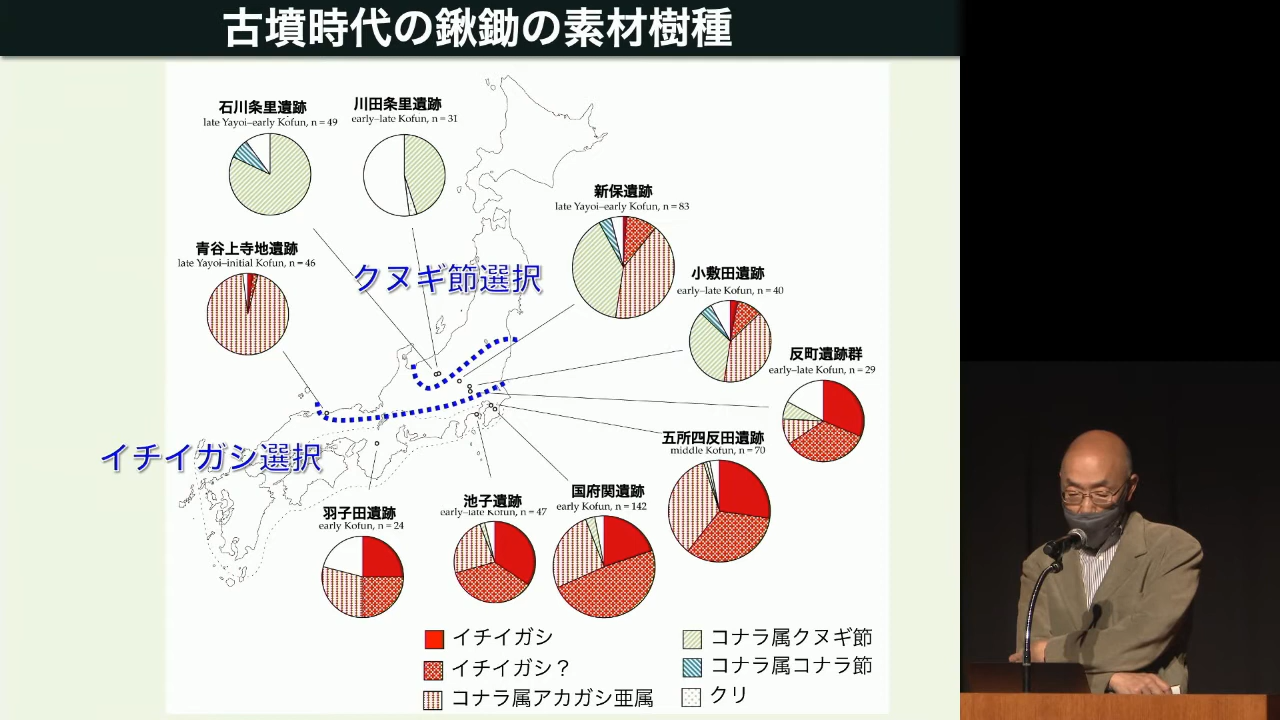 古墳時代の鍬鋤の素材樹種
石川条里遺跡
late Yayoi–early Kofun, n = 49
川田条里遺跡
early–late Kofun, n = 31
新保遺跡
late Yayoi–early Kofun, n = 83
青谷上寺地遺跡
late Yayoi–initial Kofun, n = 46
クヌギ節選択
小敷田遺跡
early–late Kofun, n = 40
反町遺跡群
early–late Kofun, n = 29
五所四反田遺跡
middle Kofun, n = 70
イチイガシ選択
国府関遺跡
early Kofun, n = 142
池子遺跡
early–late Kofun, n = 47
羽子田遺跡
early Kofun, n = 24
イチイガシ
イチイガシ？
コナラ属アカガシ亜属
コナラ属クヌギ節
コナラ属コナラ節
クリ